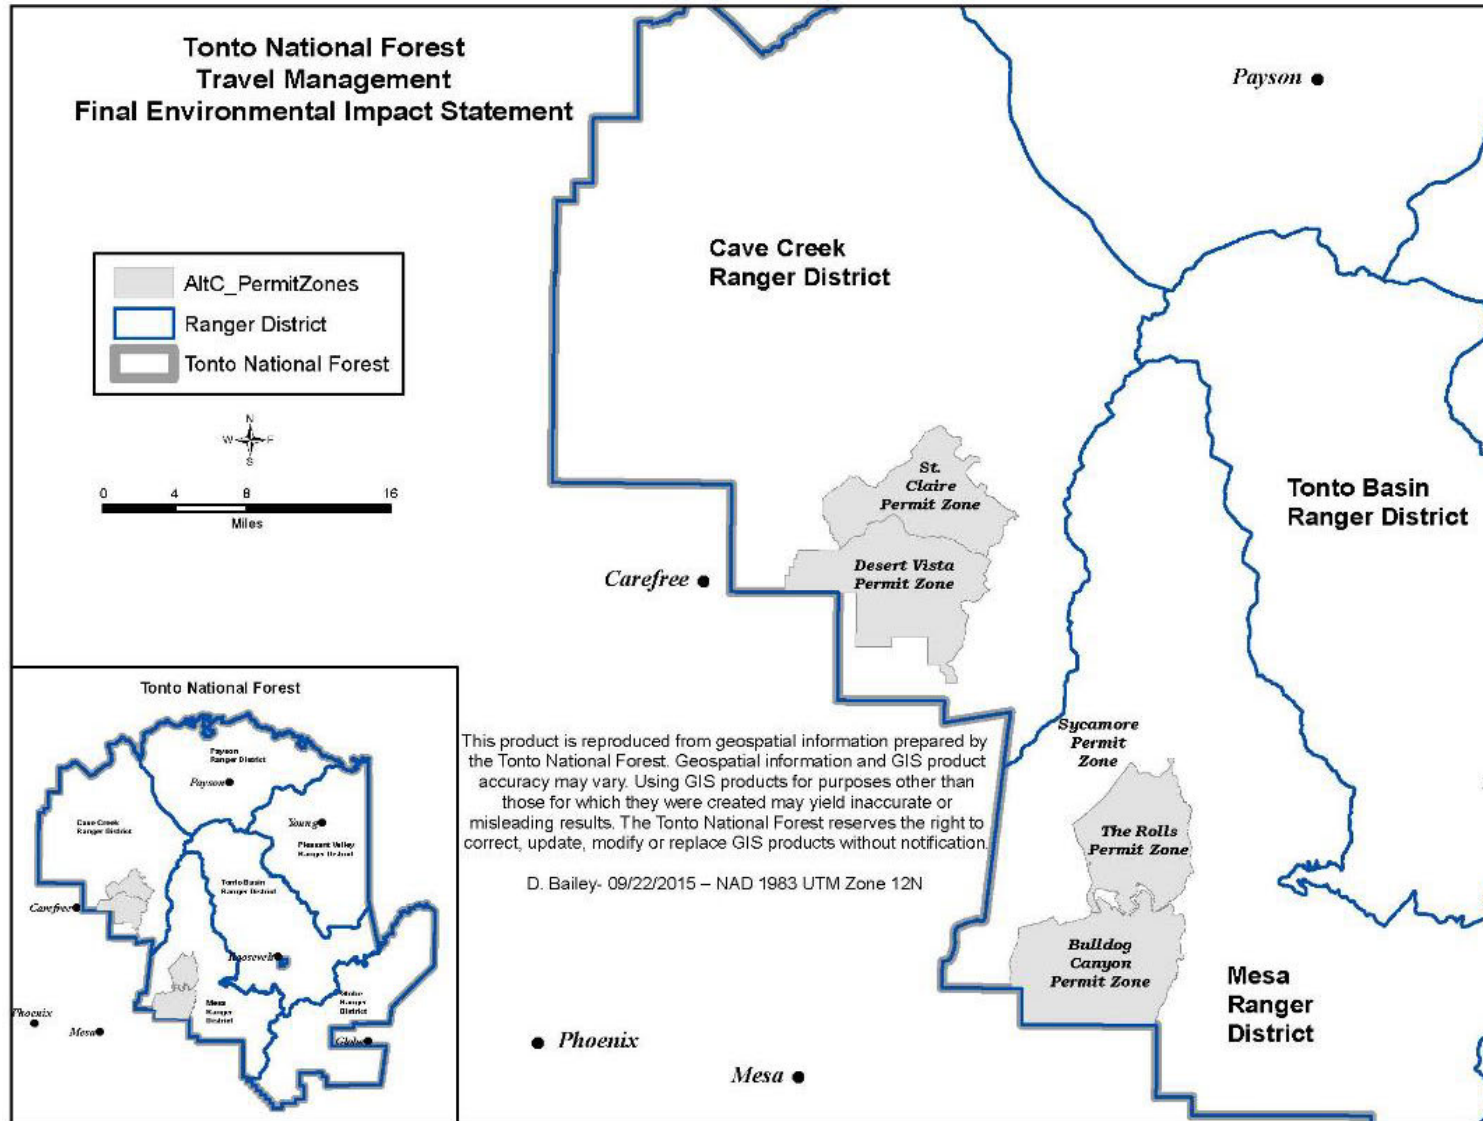 Tonto National Forest
Travel Management
Final Environmental Impact Statement
AltC_PermitZones
Ranger District
Tonto National Forest
N
W
E
S
0 4 8 16
Miles
Payson
Cave Creek
Ranger District
St.
Claire
Permit Zone
Desert Vista
Permit Zone
Carefree
Tonto Basin
Ranger District
Sycamore
Permit
Zone
The Rolls
Permit Zone
Bulldog
Canyon
Permit Zone
Mesa
Ranger
District
Phoenix
Mesa
This product is reproduced from geospatial information prepared by
the Tonto National Forest. Geospatial information and GIS product
accuracy may vary. Using GIS products for purposes other than
those for which they were created may yield inaccurate or
misleading results. The Tonto National Forest reserves the right to
correct, update, modify or replace GIS products without notification.
D. Bailey- 09/22/2015 – NAD 1983 UTM Zone 12N
Tonto National Forest
Payson
Ranger District
Payson
Cave Creek
Ranger District
Young
Pleasant Valley
Ranger District
Tonto Basin
Ranger District
Carefree
Roosevelt
Globe
Ranger
District
Mesa
Ranger
District
Phoenix
Mesa
Globe